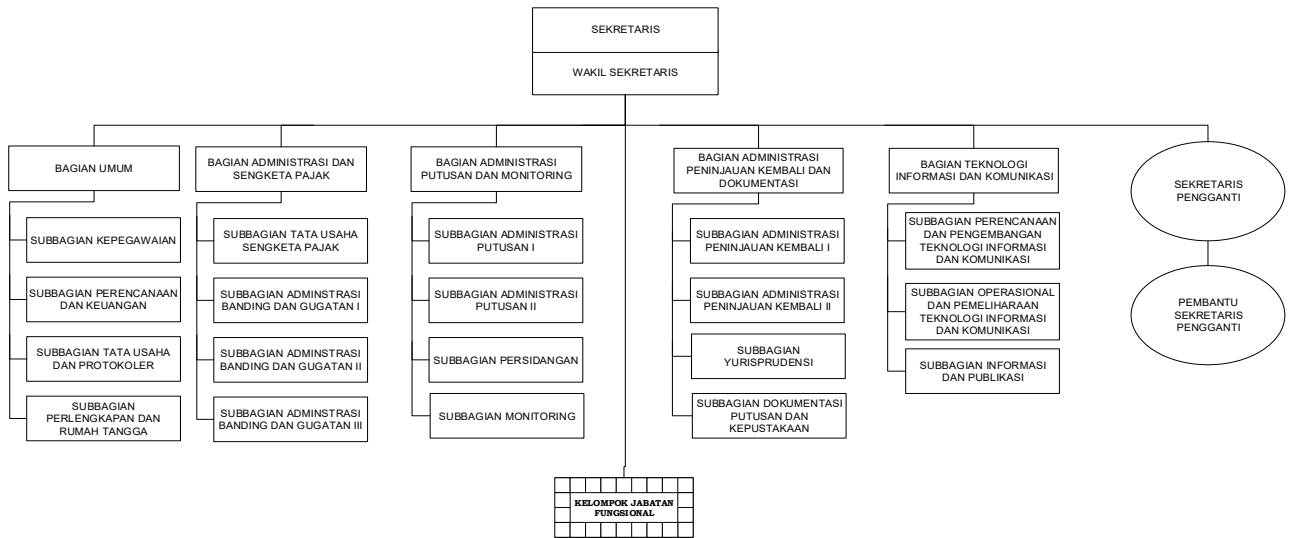 SEKRETARIS
WAKIL SEKRETARIS
BAGIAN UMUM
SUBBAGIAN KEPEGAWAIAN
SUBBAGIAN PERENCANAAN
DAN KEUANGAN
SUBBAGIAN TATA USAHA
DAN PROTOKOLER
SUBBAGIAN
PERLENGKAPAN DAN
RUMAH TANGGA
BAGIAN ADMINISTRASI DAN
SENGKETA PAJAK
SUBBAGIAN TATA USAHA
SENGKETA PAJAK
SUBBAGIAN ADMINSTRASI
BANDING DAN GUGATAN I
SUBBAGIAN ADMINSTRASI
BANDING DAN GUGATAN II
SUBBAGIAN ADMINSTRASI
BANDING DAN GUGATAN III
BAGIAN ADMINISTRASI
PUTUSAN DAN MONITORING
SUBBAGIAN ADMINISTRASI
PUTUSAN I
SUBBAGIAN ADMINISTRASI
PUTUSAN II
SUBBAGIAN PERSIDANGAN
SUBBAGIAN MONITORING
BAGIAN ADMINISTRASI
PENINJAUAN KEMBALI DAN
DOKUMENTASI
SUBBAGIAN ADMINISTRASI
PENINJAUAN KEMBALI I
SUBBAGIAN ADMINISTRASI
PENINJAUAN KEMBALI II
SUBBAGIAN
YURISPRUDENSI
SUBBAGIAN DOKUMENTASI
PUTUSAN DAN
KEPUSTAKAAN
BAGIAN TEKNOLOGI
INFORMASI DAN KOMUNIKASI
SUBBAGIAN PERENCANAAN
DAN PENGEMBANGAN
TEKNOLOGI INFORMASI
DAN KOMUNIKASI
SUBBAGIAN OPERASIONAL
DAN PEMELIHARAAN
TEKNOLOGI INFORMASI
DAN KOMUNIKASI
SUBBAGIAN INFORMASI
DAN PUBLIKASI
SEKRETARIS
PENGGANTI
PEMBANTU
SEKRETARIS
PENGGANTI
KELOMPOK JABATAN
FUNGSIONAL